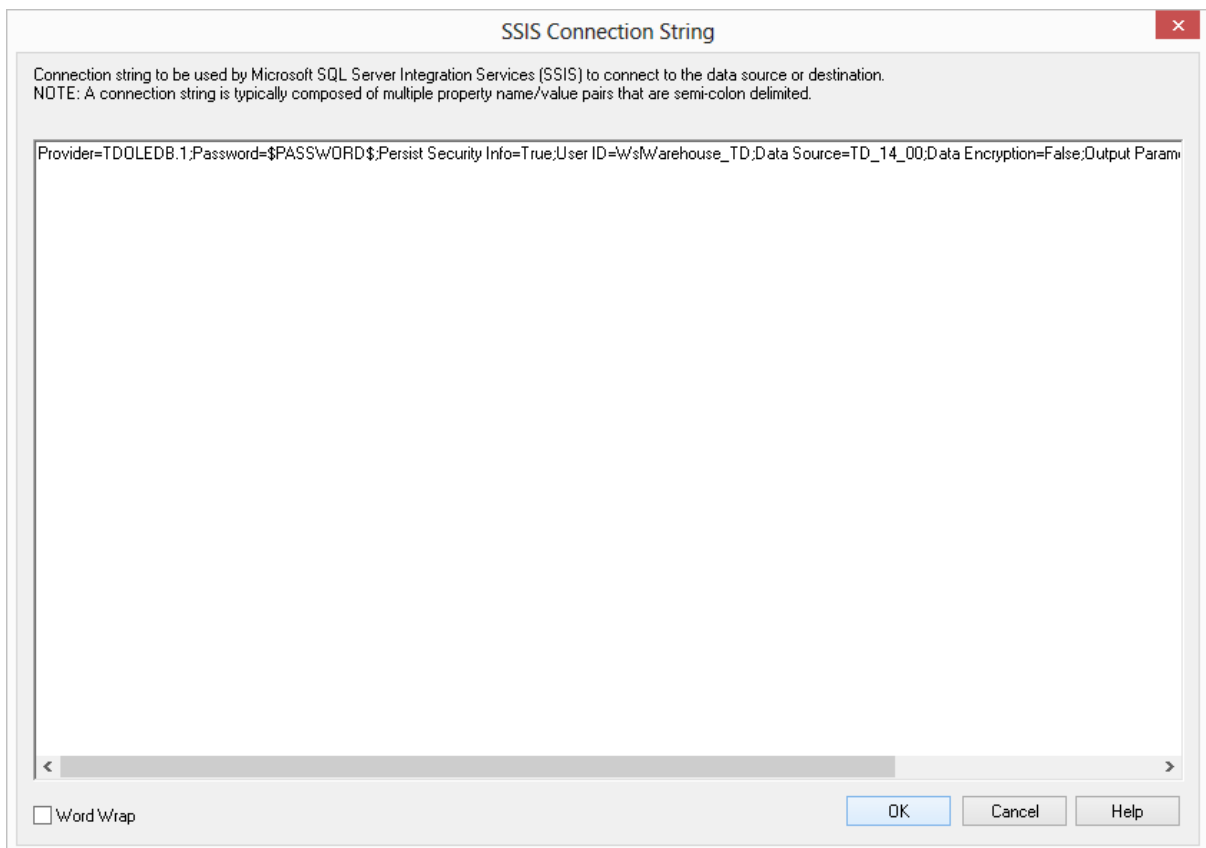 SSIS Connection String
Connection string to be used by Microsoft SQL Server Integration Services (SSIS) to connect to the data source or destination.
NOTE: A connection string is typically composed of multiple property name/value pairs that are semi-colon delimited.
Provider=TDOLEDB.1;Password=$PASSWORD$;Persist Security Info=True;User ID=WslWarehouse_TD;Data Source=TD_14_00;Data Encryption=False;Output Param
Word Wrap
OK
Cancel
Help